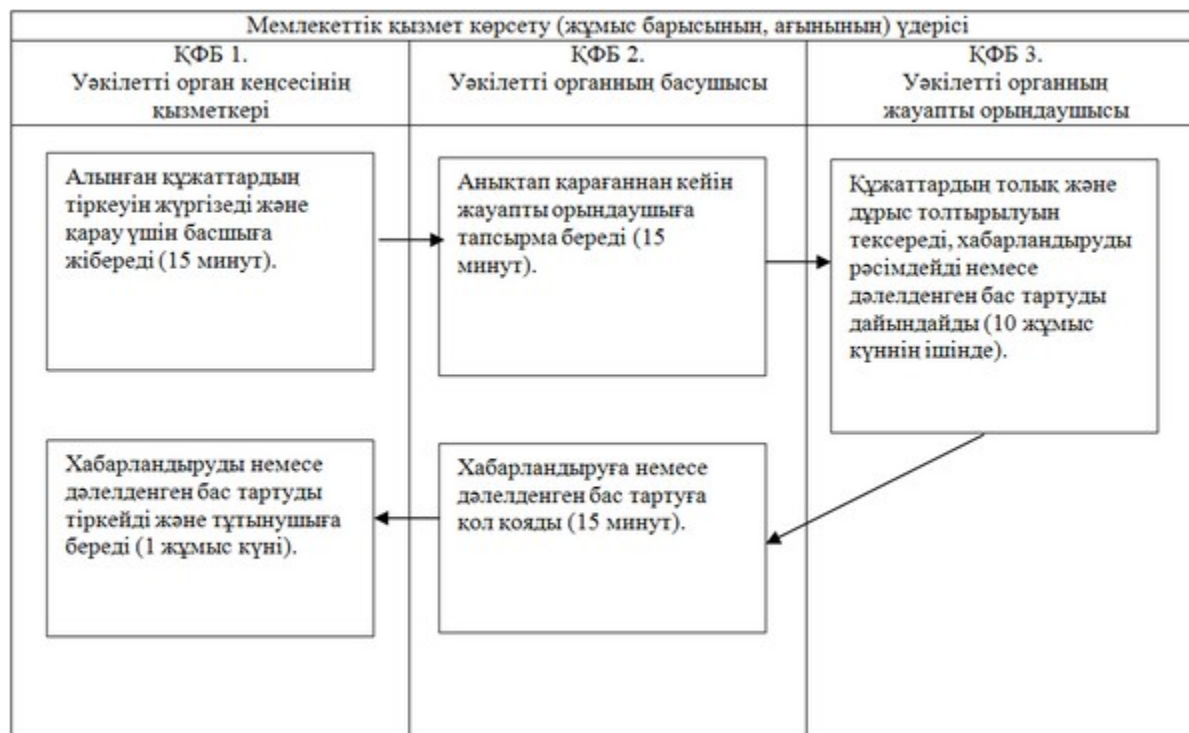 Мемлекеттік қызмет көрсету (жұмыс барысының, ағынының) үдерісі
ҚФБ 1.
Уәкілетті орган кеңсесінің
қызметкері
ҚФБ 2.
Уәкілетті органның басушысы
ҚФБ 3.
Уәкілетті органның
жауапты орындаушысы
Алынған құжаттардың
тіркеуін жүргізеді және
қарау үшін басшыға
жібереді (15 минут).
Анықтап қарағаннан кейін
жауапты орындаушыға
тапсырма береді (15
минут).
Құжаттардың толық және
дұрыс толтырылуын
тексереді, хабарландыруды
рәсімдейді немесе
дәлелденген бас тартуды
дайындайды (10 жұмыс
күннің ішінде).
Хабарландыруды немесе
дәлелденген бас тартуды
тіркейді және тұтынушыға
береді (1 жұмыс күні).
Хабарландыруға немесе
дәлелденген бас тартуға
қол қояды (15 минут).